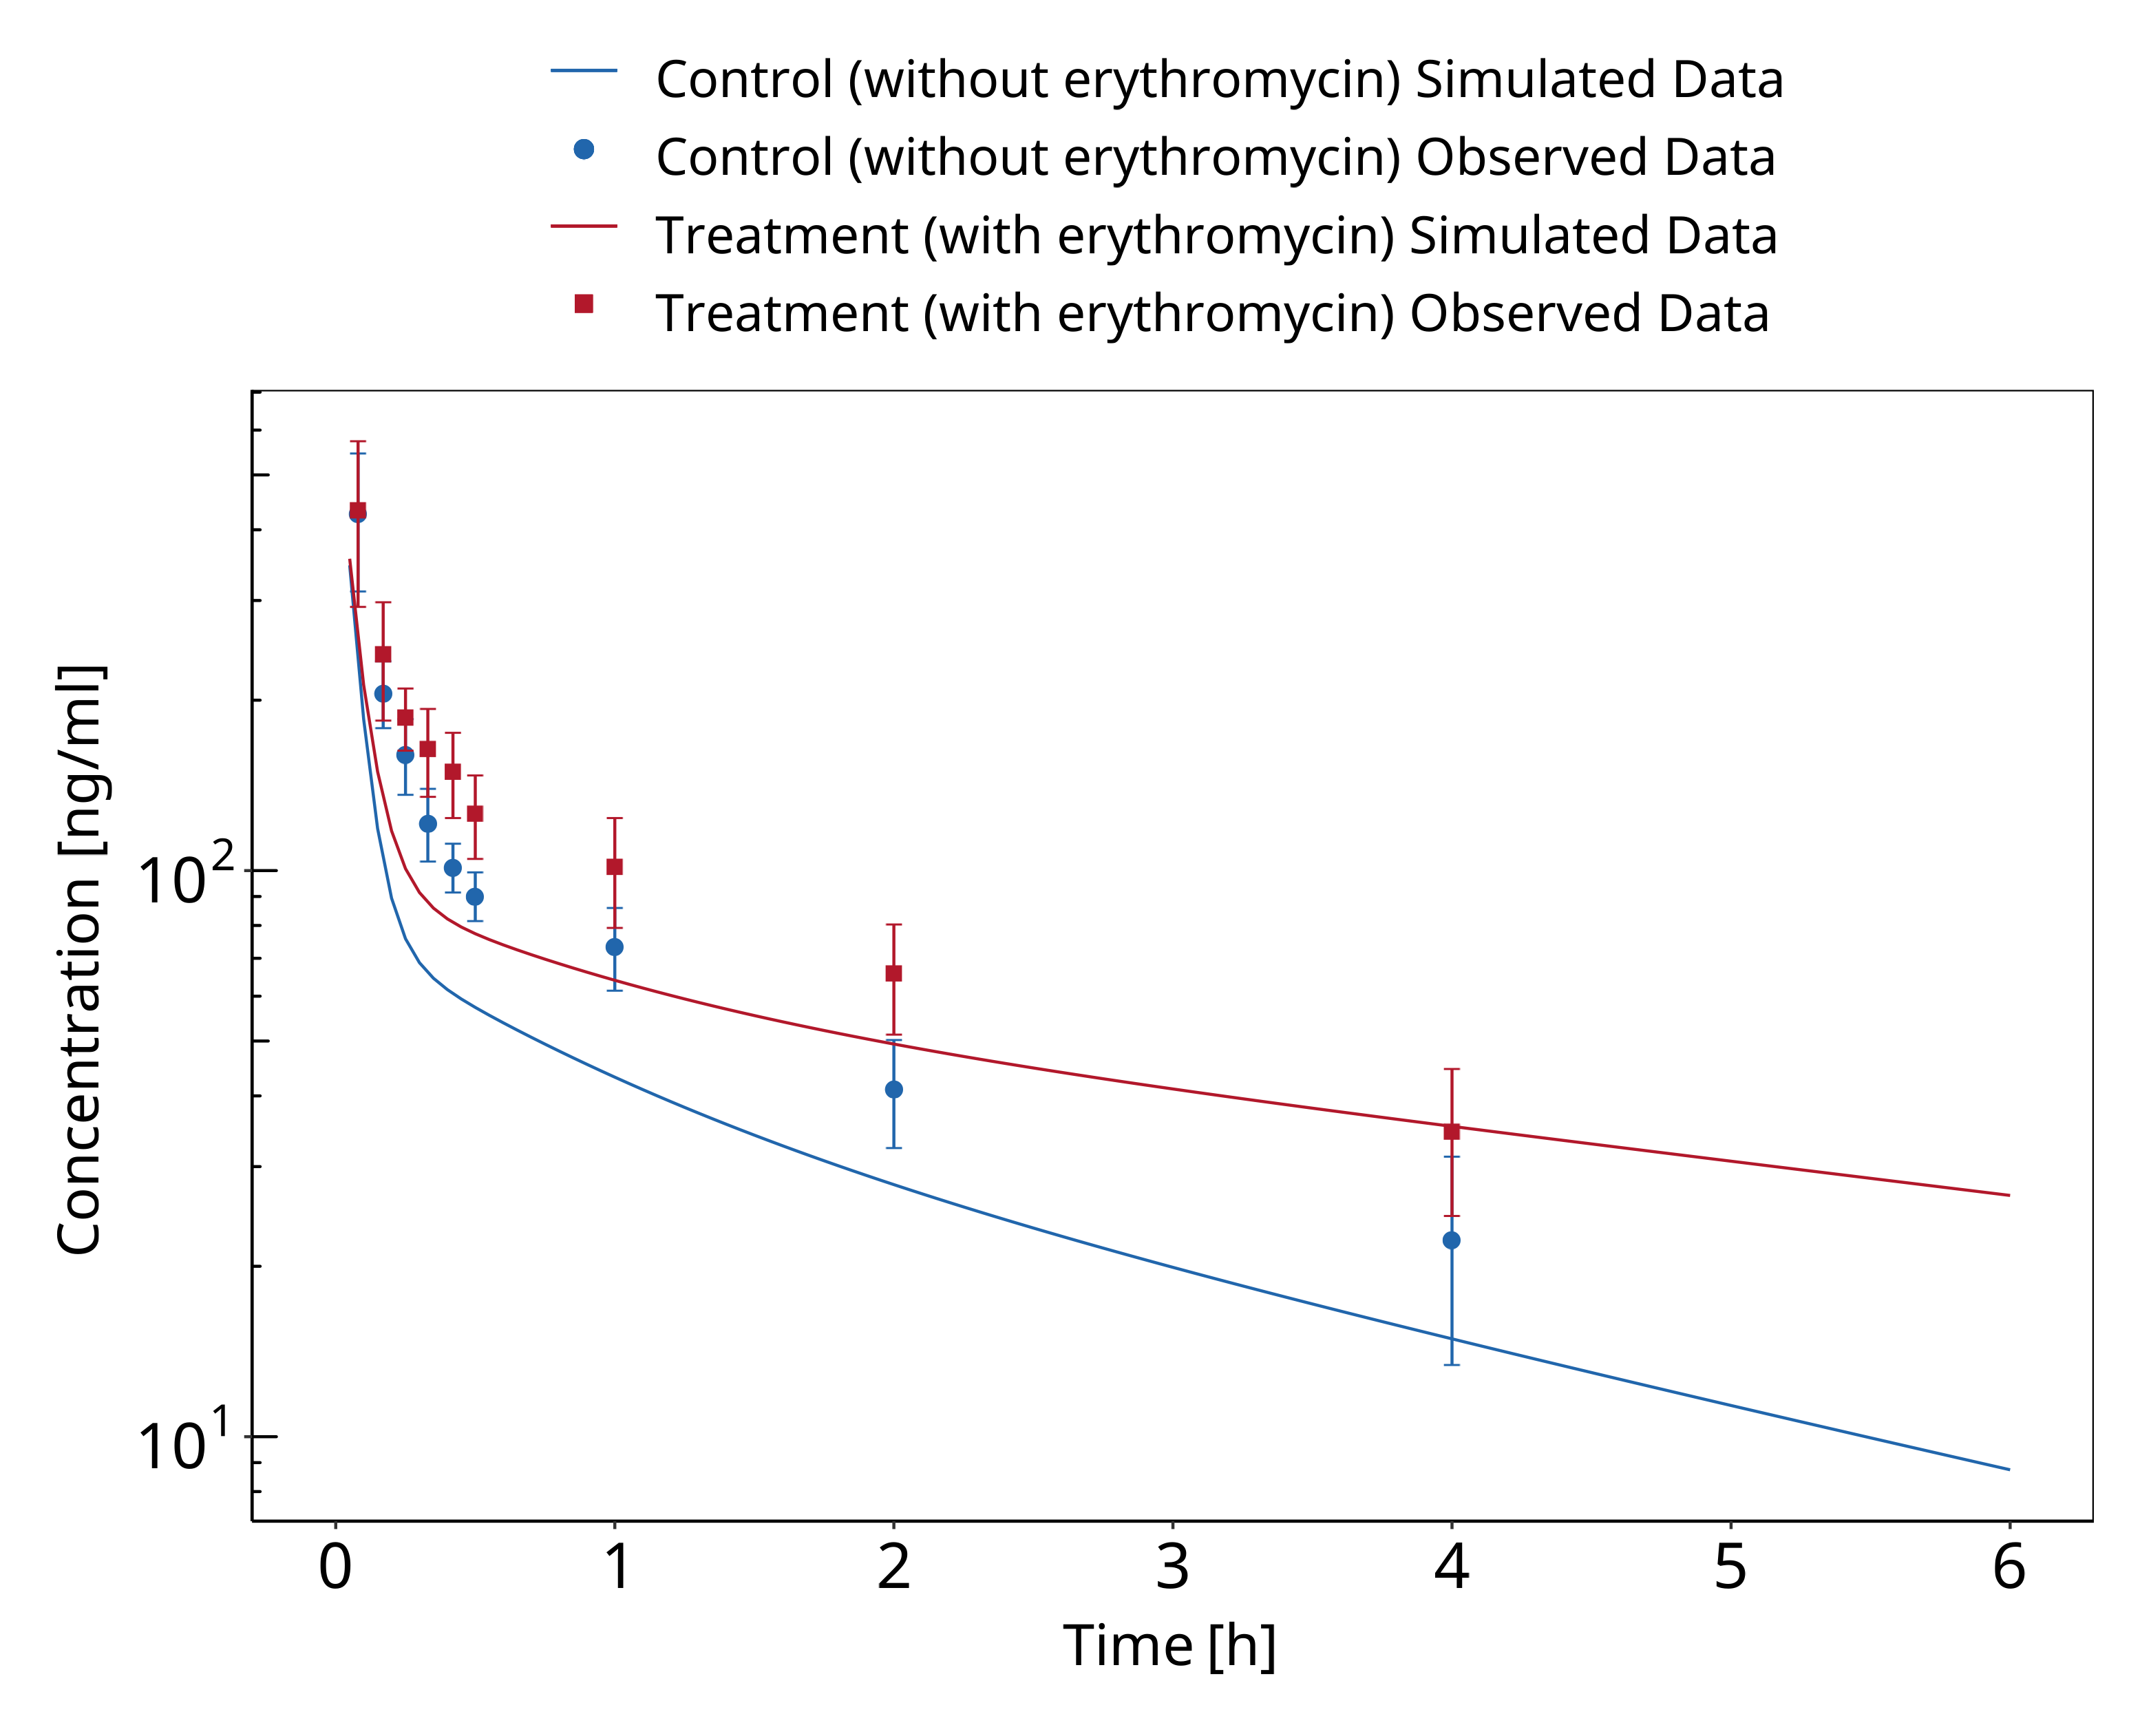 Control (without erythromycin) Simulated Data
Control (without erythromycin) Observed Data
Treatment (with erythromycin) Simulated Data
Treatment (with erythromycin) Observed Data
Concentration [ng/ml]
10²
10¹
0 1 2 3 4 5 6
Time [h]